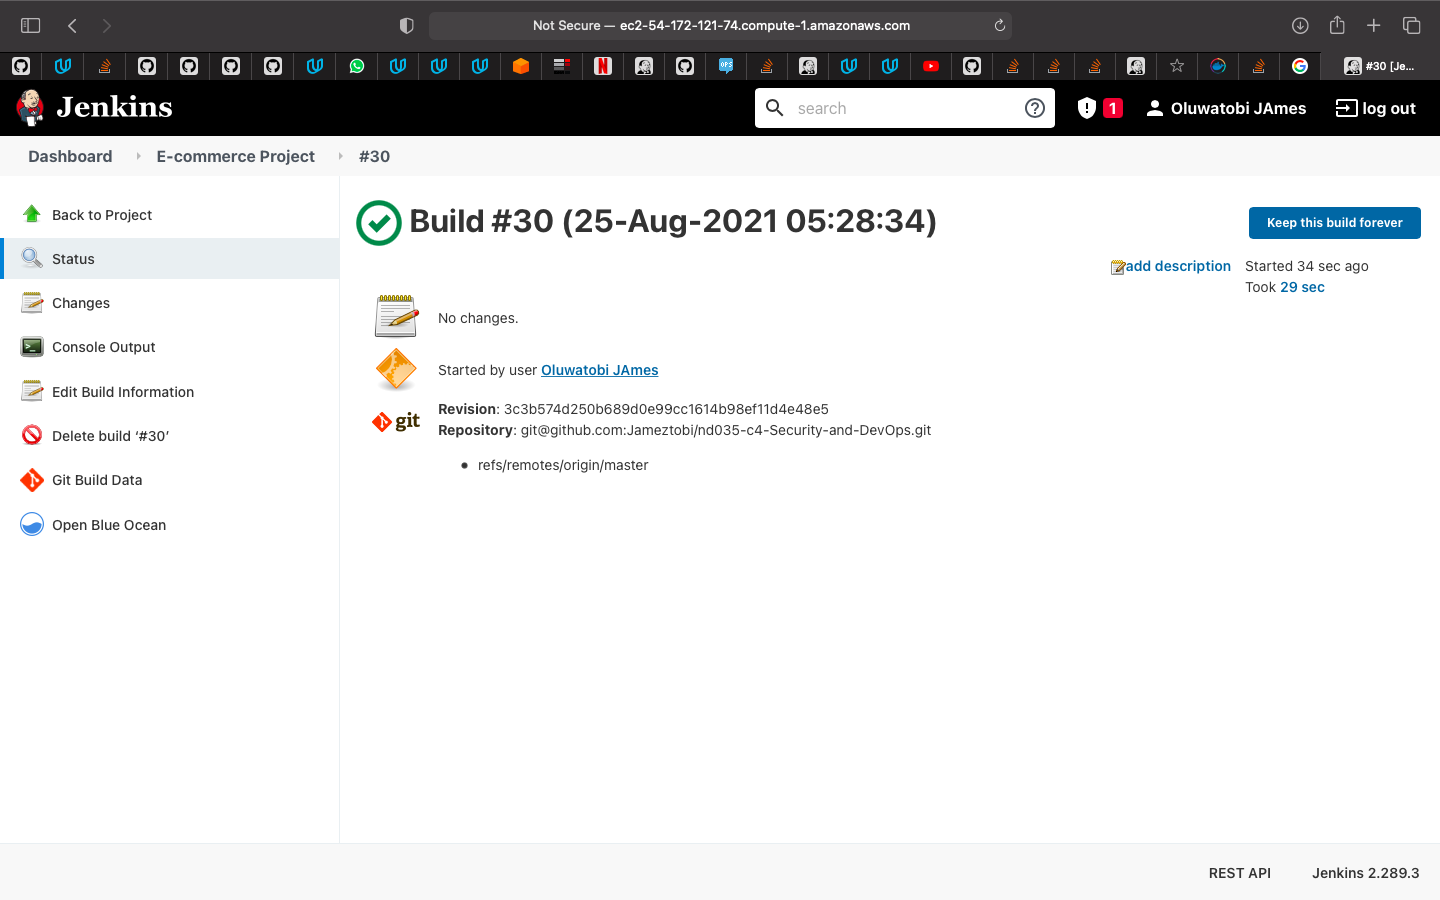 Not Secure — ec2-54-172-121-74.compute-1.amazonaws.com
#30 [Je...
Jenkins
search
1
Oluwatobi JAmes
log out
Dashboard
E-commerce Project
#30
Back to Project
Status
Changes
Console Output
Edit Build Information
Delete build ‘#30’
Git Build Data
Open Blue Ocean
Build #30 (25-Aug-2021 05:28:34)
Keep this build forever
add description
Started 34 sec ago
Took 29 sec
No changes.
Started by user Oluwatobi JAmes
git
Revision: 3c3b574d250b689d0e99cc1614b98ef11d4e48e5
Repository: git@github.com:Jameztobi/nd035-c4-Security-and-DevOps.git
refs/remotes/origin/master
REST API
Jenkins 2.289.3